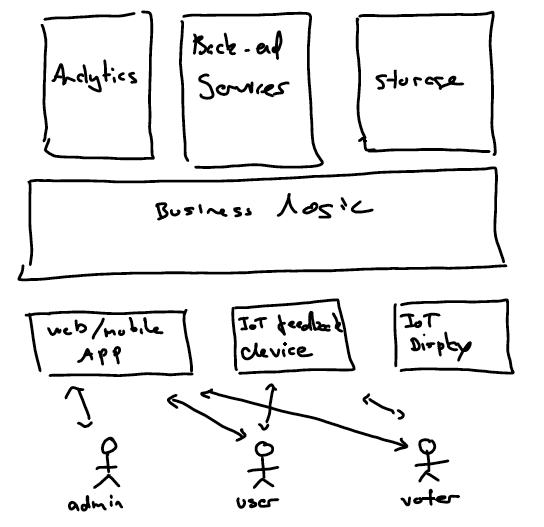 Analytics
Back-end
Services
Storage
Business Logic
web/mobile
APP
IoT feedback
device
IoT
Display
admin
user
voter